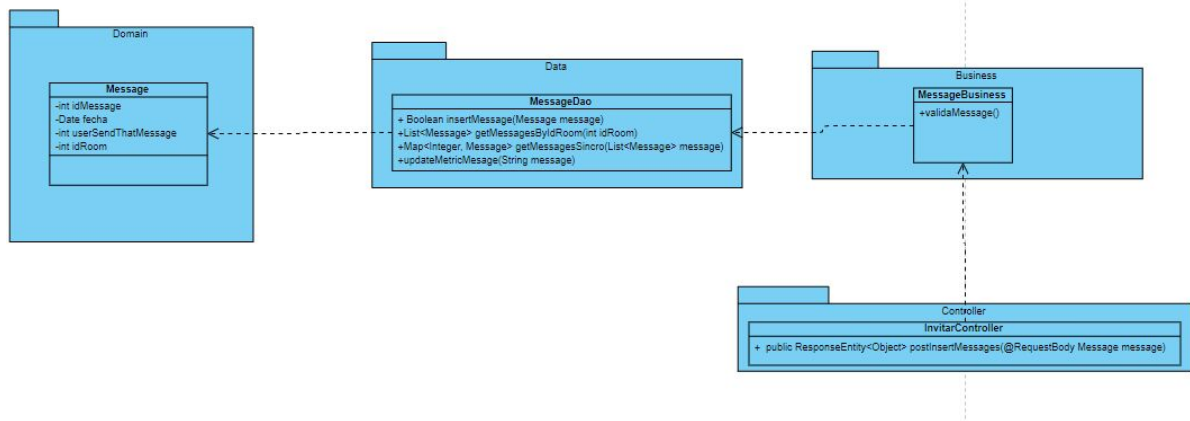 Domain
Message
-int idMessage
-Date fecha
-int userSendThatMessage
-int idRoom
Data
MessageDao
+ Boolean insertMessage(Message message)
+List<Message> getMessagesByIdRoom(int idRoom)
+Map<Integer, Message> getMessagesSincro(List<Message> message)
+updateMetricMesage(String message)
Business
MessageBusiness
+validaMessage()
Controller
InvitarController
+ public ResponseEntity<Object> postInsertMessages(@RequestBody Message message)